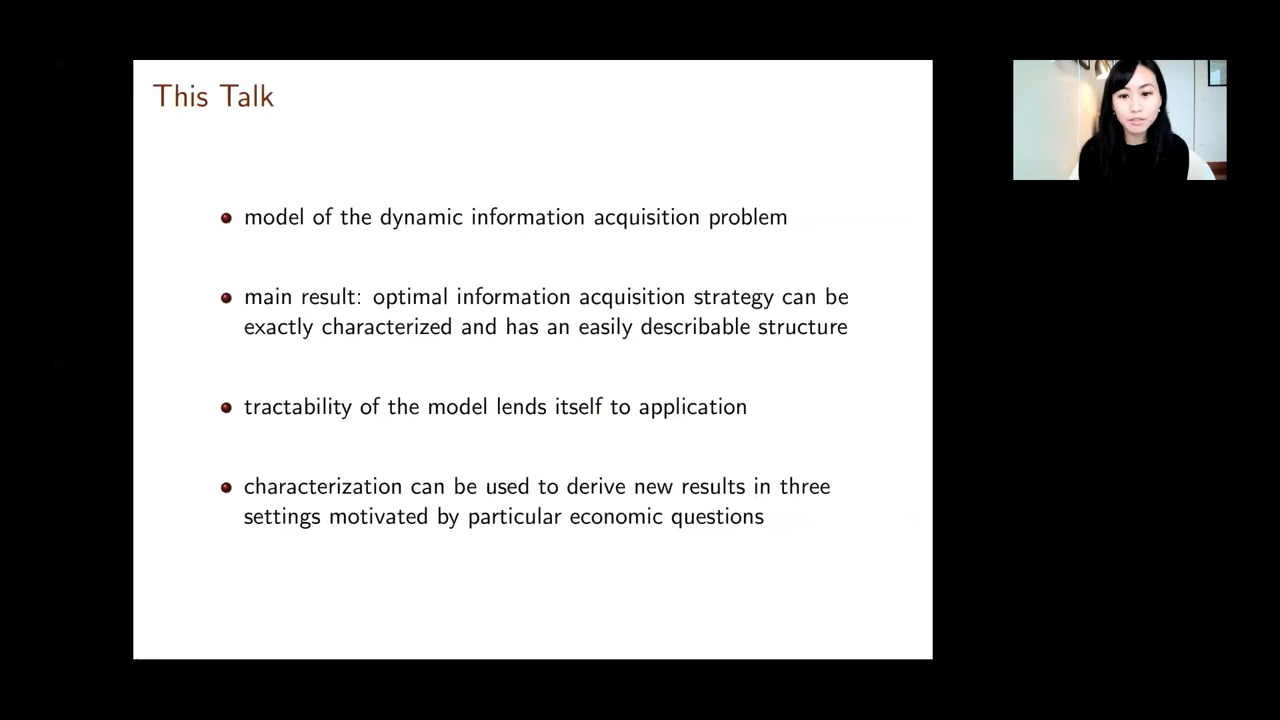 This Talk
model of the dynamic information acquisition problem
main result: optimal information acquisition strategy can be
exactly characterized and has an easily describable structure
tractability of the model lends itself to application
characterization can be used to derive new results in three
settings motivated by particular economic questions